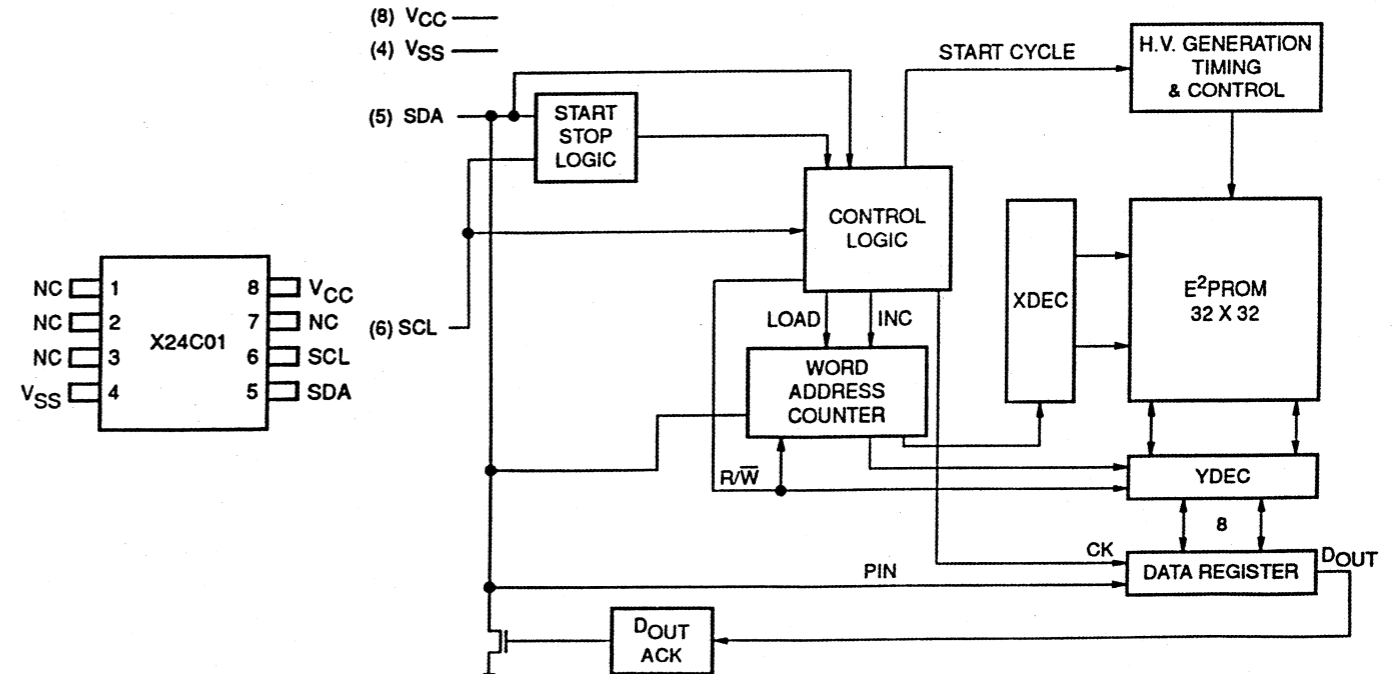 NC 1
NC 2
NC 3
VSS 4
X24C01
8 VCC
7 NC
6 SCL
5 SDA
(8) VCC
(4) VSS
(5) SDA
(6) SCL
START
STOP
LOGIC
START CYCLE
H.V. GENERATION
TIMING
& CONTROL
CONTROL
LOGIC
LOAD
INC
WORD
ADDRESS
COUNTER
R/W̅
XDEC
E²PROM
32 X 32
YDEC
8
CK
PIN
DATA REGISTER
DOUT
DOUT
ACK